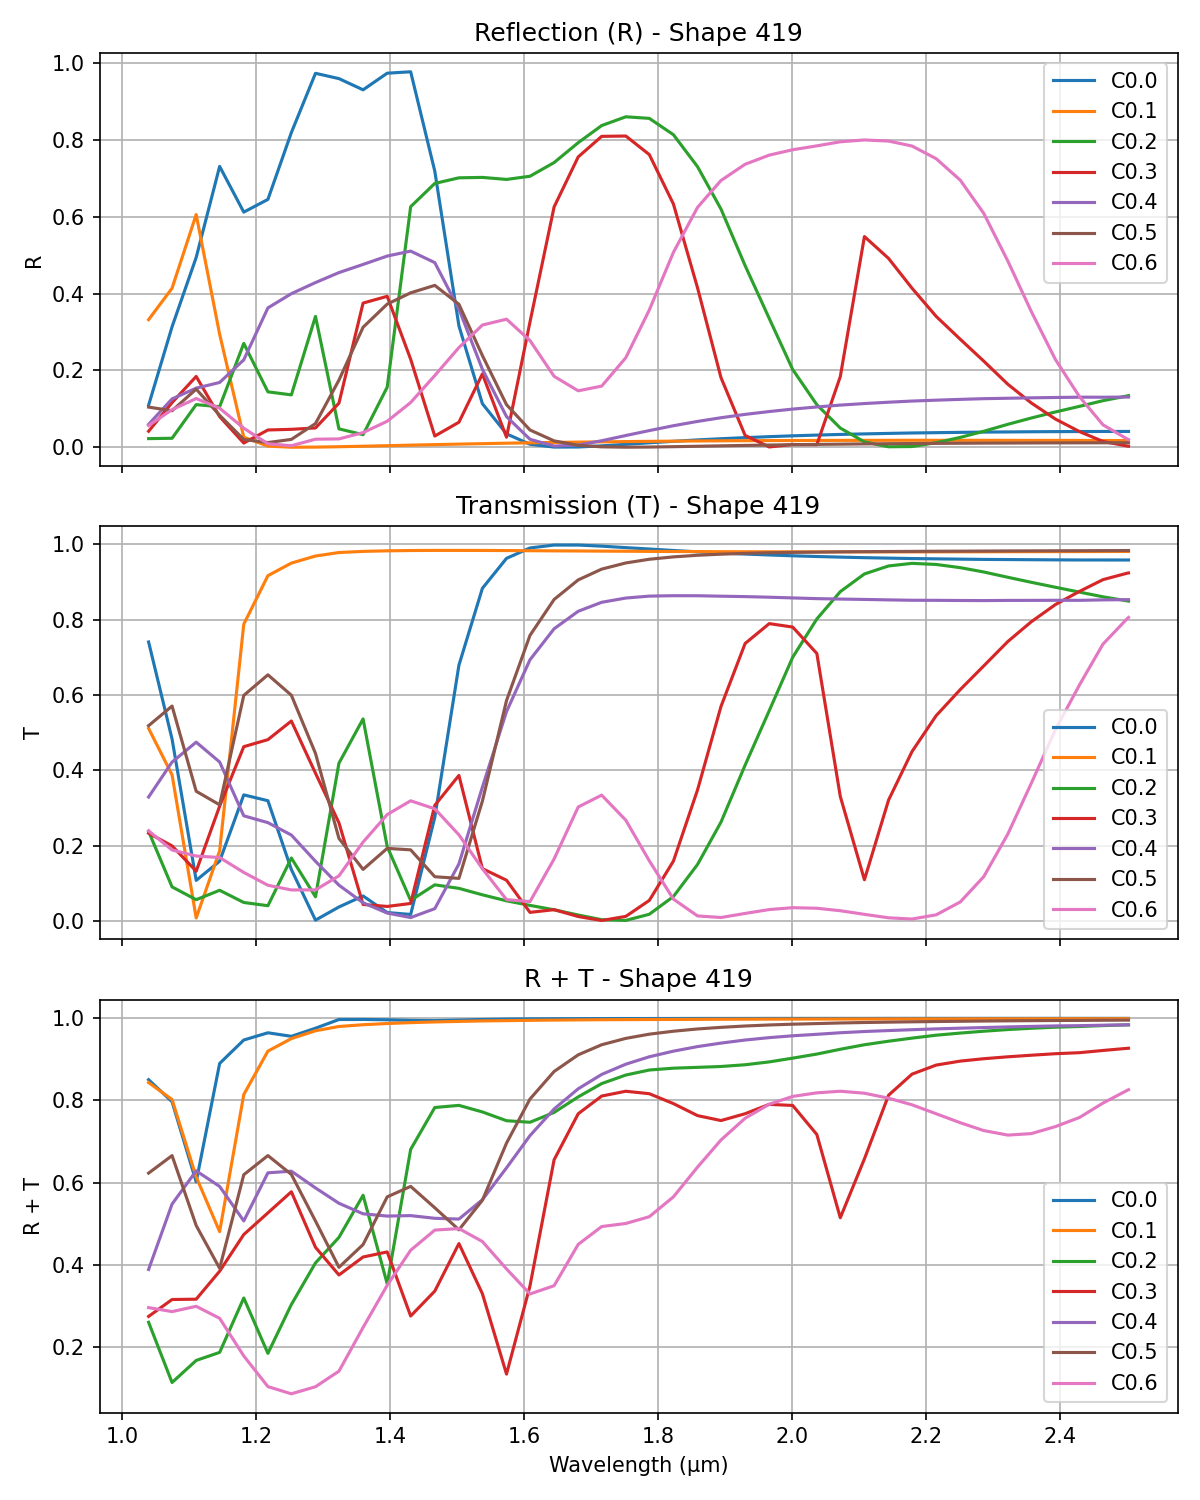 Reflection (R) - Shape 419
1.0
0.8
0.6
0.4
0.2
0.0
R
C0.0
C0.1
C0.2
C0.3
C0.4
C0.5
C0.6
Transmission (T) - Shape 419
1.0
0.8
0.6
0.4
0.2
0.0
T
C0.0
C0.1
C0.2
C0.3
C0.4
C0.5
C0.6
R + T - Shape 419
1.0
0.8
0.6
0.4
0.2
R + T
C0.0
C0.1
C0.2
C0.3
C0.4
C0.5
C0.6
1.0 1.2 1.4 1.6 1.8 2.0 2.2 2.4
Wavelength (µm)